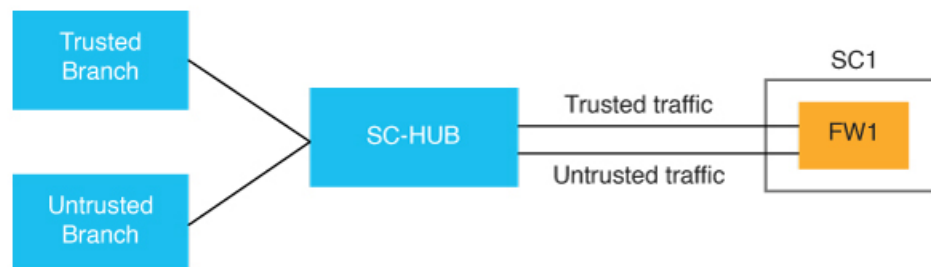 Trusted
Branch
SC1
Trusted traffic
SC-HUB
FW1
Untrusted traffic
Untrusted
Branch